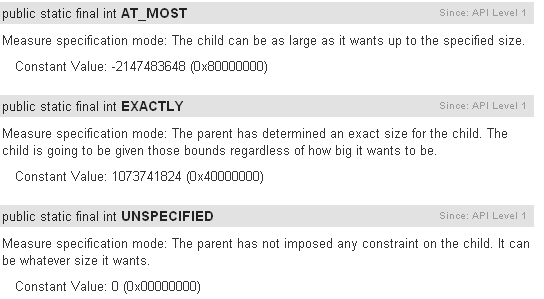 public static final int AT_MOST Since: API Level 1
Measure specification mode: The child can be as large as it wants up to the specified size.
Constant Value: -2147483648 (0x80000000)
public static final int EXACTLY Since: API Level 1
Measure specification mode: The parent has determined an exact size for the child. The
child is going to be given those bounds regardless of how big it wants to be.
Constant Value: 1073741824 (0x40000000)
public static final int UNSPECIFIED Since: API Level 1
Measure specification mode: The parent has not imposed any constraint on the child. It can
be whatever size it wants.
Constant Value: 0 (0x00000000)